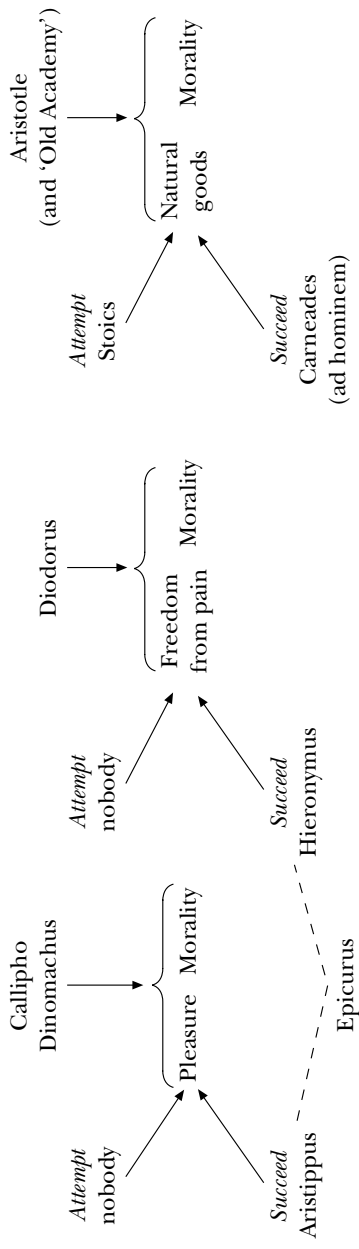 Callipho
Dinomachus
Attempt
nobody
Pleasure Morality
Succeed
Aristippus
Diodorus
Attempt
nobody
Freedom
from pain
Morality
Succeed
Hieronymus
Epicurus
Aristotle
(and ‘Old Academy’)
Attempt
Stoics
Natural
goods
Morality
Succeed
Carneades
(ad hominem)